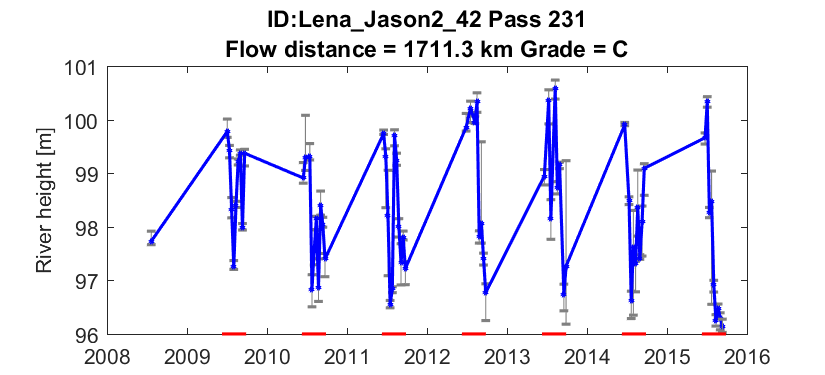 ID:Lena_Jason2_42 Pass 231
Flow distance = 1711.3 km Grade = C
River height [m]
101
100
99
98
97
96
2008 2009 2010 2011 2012 2013 2014 2015 2016